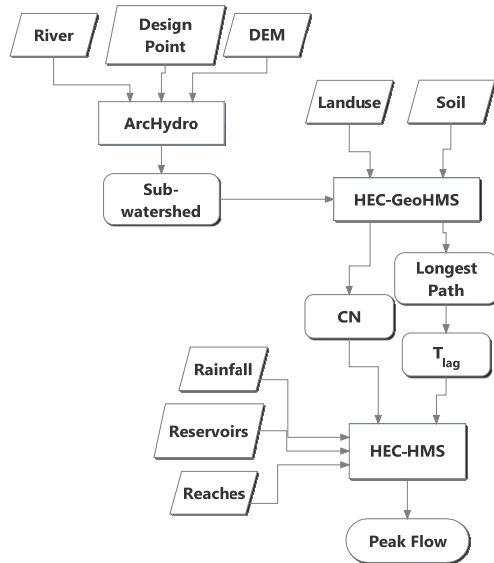 River
Design
Point
DEM
ArcHydro
Landuse
Soil
Sub-
watershed
HEC-GeoHMS
Longest
Path
CN
T_lag
Rainfall
Reservoirs
HEC-HMS
Reaches
Peak Flow